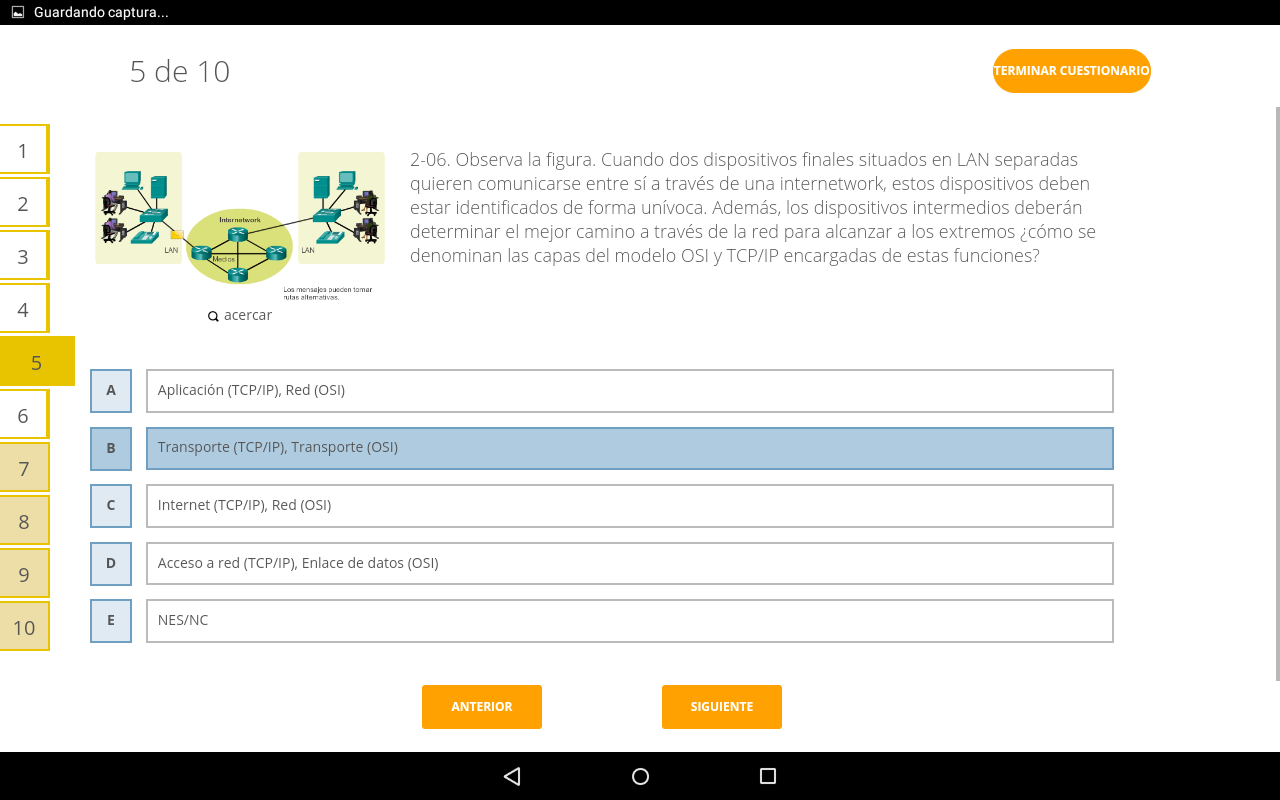 Guardando captura...
5 de 10
TERMINAR CUESTIONARIO
1
2
3
4
5
6
7
8
9
10
Internetwork
LAN
LAN
Medios
Los mensajes pueden tomar
rutas alternativas.
acercar
2-06. Observa la figura. Cuando dos dispositivos finales situados en LAN separadas
quieren comunicarse entre sí a través de una internetwork, estos dispositivos deben
estar identificados de forma unívoca. Además, los dispositivos intermedios deberán
determinar el mejor camino a través de la red para alcanzar a los extremos ¿cómo se
denominan las capas del modelo OSI y TCP/IP encargadas de estas funciones?
A Aplicación (TCP/IP), Red (OSI)
B Transporte (TCP/IP), Transporte (OSI)
C Internet (TCP/IP), Red (OSI)
D Acceso a red (TCP/IP), Enlace de datos (OSI)
E NES/NC
ANTERIOR
SIGUIENTE